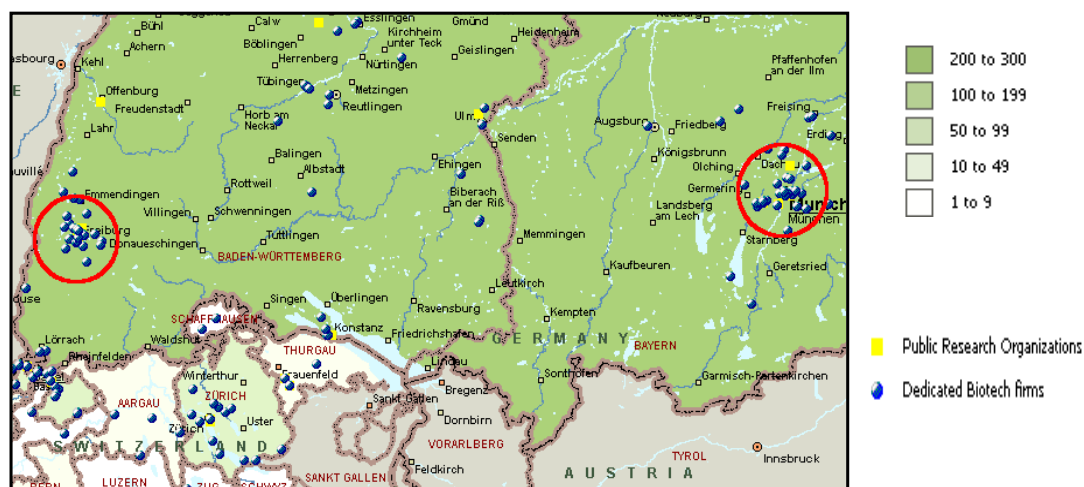 Bühl
Calw
Esslingen
Gmünd
Achern
Böblingen
Kirchheim
unter Teck
Heidenheim
Geislingen
Kehl
Herrenberg
Nürtingen
Pfaffenhofen
an der Ilm
Offenburg
Freudenstadt
Tübingen
Metzingen
Reutlingen
Horb am
Neckar
Ulm
Senden
Augsburg
Friedberg
Freising
Erding
Lahr
Balingen
Albstadt
Ehingen
Königsbrunn
Olching
Dachau
Emmendingen
Rottweil
Biberach
an der Riß
Germering
Landsberg
am Lech
Munich
München
Villingen
Schwenningen
Freiburg
Donaueschingen
Tuttlingen
Memmingen
Starnberg
BADEN-WÜRTTEMBERG
Kaufbeuren
Geretsried
Leutkirch
Singen
Überlingen
Ravensburg
Kempten
SCHAFFHAUSEN
Konstanz
Friedrichshafen
GERMANY
BAYERN
Lörrach
Waldshut
Rheinfelden
THURGAU
Lindau
Sonthofen
Garmisch-Partenkirchen
Winterthur
Frauenfeld
Bregenz
AARGAU
ZÜRICH
Sankt Gallen
Dornbirn
Zürich
Uster
SWITZERLAND
VORARLBERG
TYROL
Innsbruck
Feldkirch
AUSTRIA
BERN
LUZERN
ZUG
SCHWYZ
SANKT GALLEN
200 to 300
100 to 199
50 to 99
10 to 49
1 to 9
Public Research Organizations
Dedicated Biotech firms